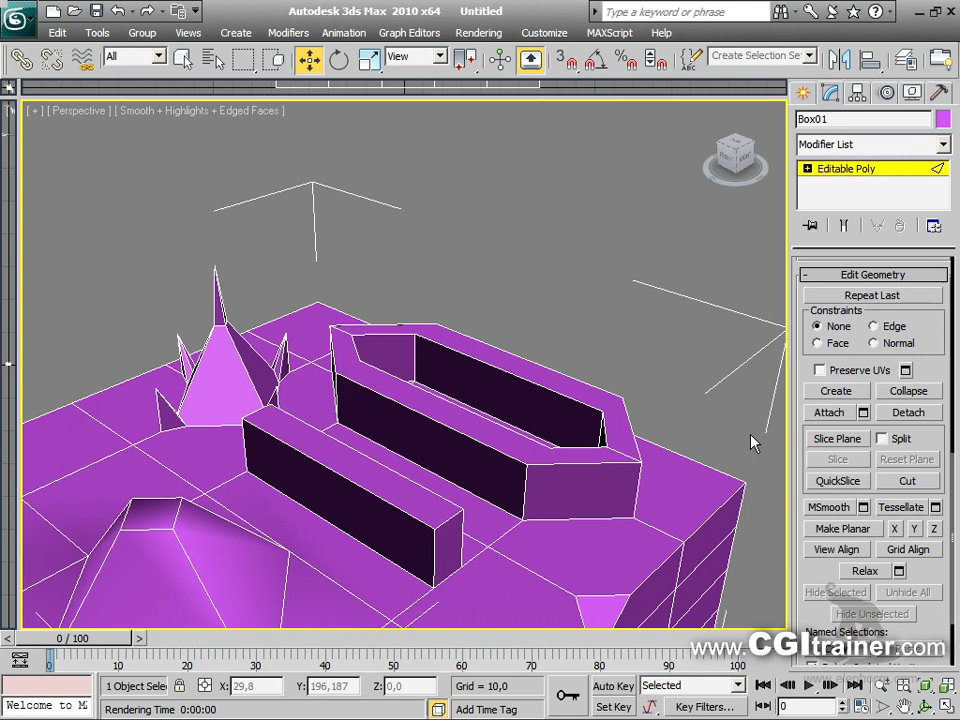 Autodesk 3ds Max 2010 x64 Untitled
Type a keyword or phrase
Edit Tools Group Views Create Modifiers Animation Graph Editors Rendering Customize MAXScript Help
All View Create Selection Se
[ + ] [ Perspective ] [ Smooth + Highlights + Edged Faces ]
Box01
Modifier List
Editable Poly
Edit Geometry
Repeat Last
Constraints
None Edge
Face Normal
Preserve UVs
Create Collapse
Attach Detach
Slice Plane Split
Slice Reset Plane
QuickSlice Cut
MSmooth Tessellate
Make Planar X Y Z
View Align Grid Align
Relax
Hide Selected Unhide All
Hide Unselected
Named Selections:
www.CGItrainer.com
0 / 100
0 10 20 30 40 50 60 70 80 90 100
1 Object Selec X: 29,8 Y: 196,187 Z: 0,0 Grid = 10,0 Auto Key Selected
Welcome to MA Rendering Time 0:00:00 Add Time Tag Set Key Key Filters... 0